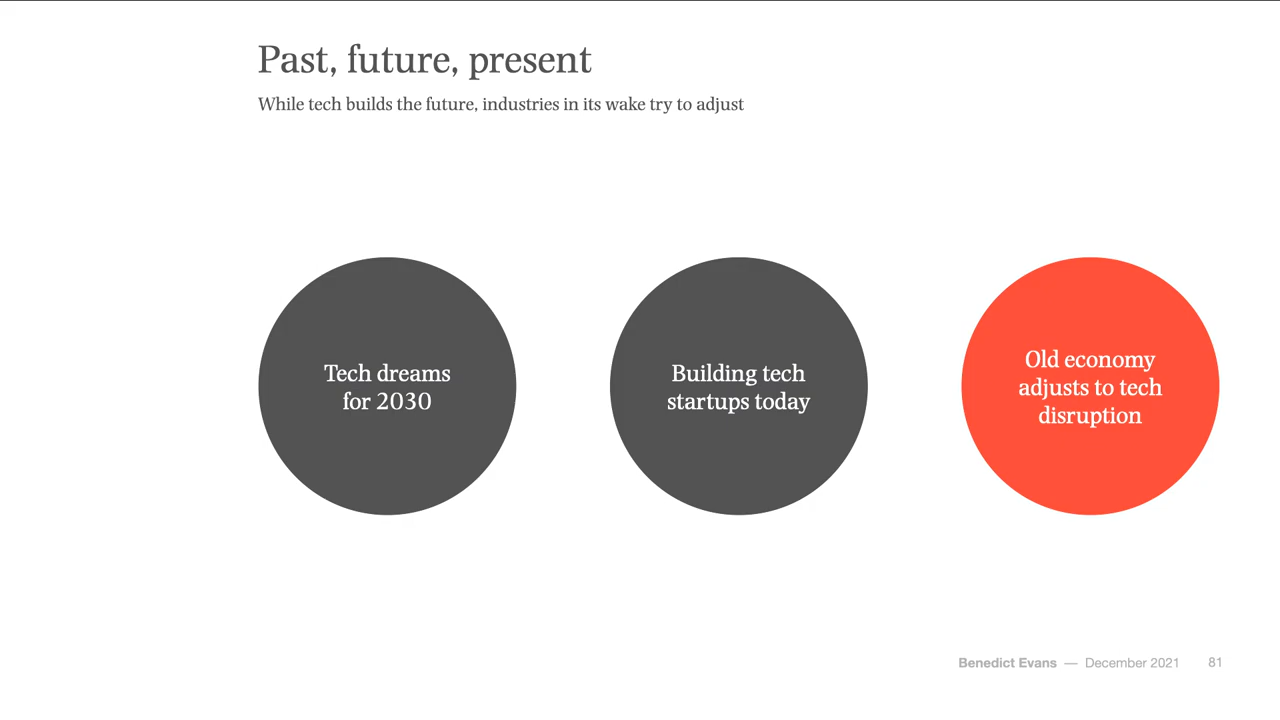 Past, future, present
While tech builds the future, industries in its wake try to adjust
Tech dreams
for 2030
Building tech
startups today
Old economy
adjusts to tech
disruption
Benedict Evans — December 2021 81